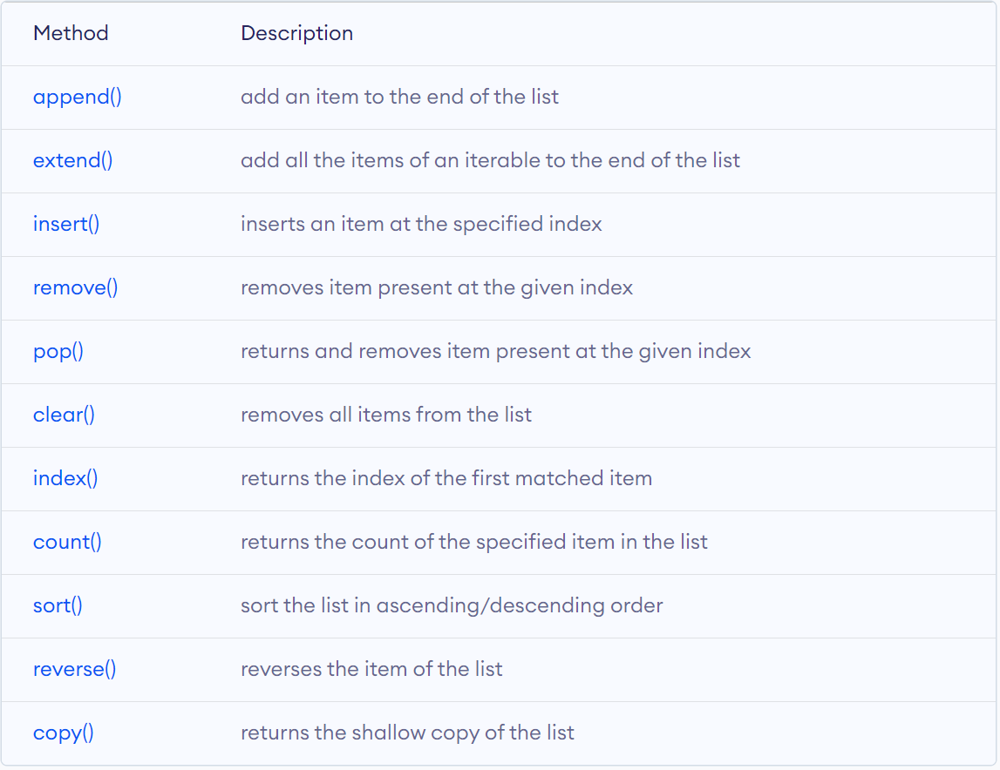 Method Description
append() add an item to the end of the list
extend() add all the items of an iterable to the end of the list
insert() inserts an item at the specified index
remove() removes item present at the given index
pop() returns and removes item present at the given index
clear() removes all items from the list
index() returns the index of the first matched item
count() returns the count of the specified item in the list
sort() sort the list in ascending/descending order
reverse() reverses the item of the list
copy() returns the shallow copy of the list